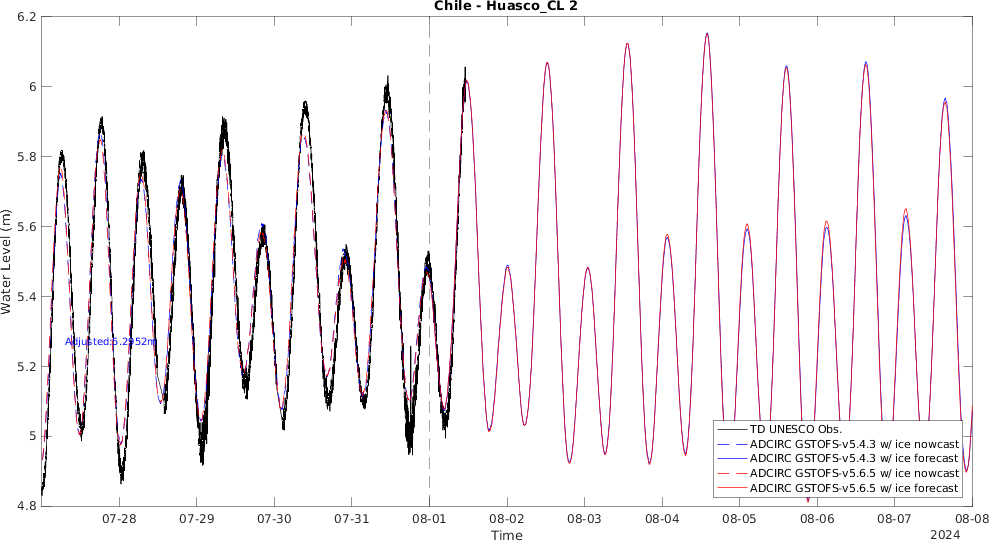 Chile - Huasco_CL 2
6.2
6
5.8
5.6
5.4
5.2
5
4.8
Water Level (m)
Adjusted:5.2952m
TD UNESCO Obs.
ADCIRC GSTOFS-v5.4.3 w/ ice nowcast
ADCIRC GSTOFS-v5.4.3 w/ ice forecast
ADCIRC GSTOFS-v5.6.5 w/ ice nowcast
ADCIRC GSTOFS-v5.6.5 w/ ice forecast
07-28 07-29 07-30 07-31 08-01 08-02 08-03 08-04 08-05 08-06 08-07 08-08
Time
2024